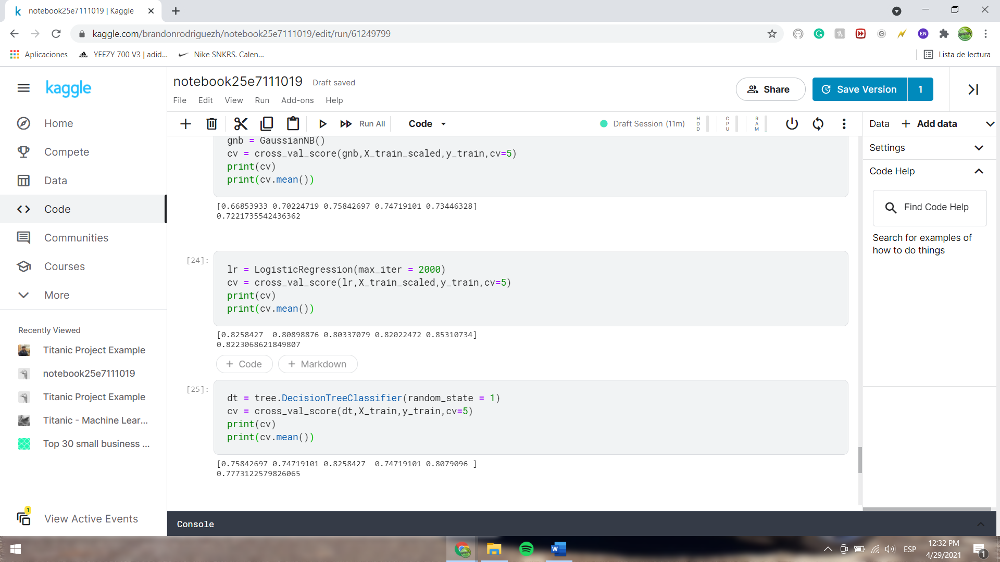 notebook25e7111019 | Kaggle
kaggle.com/brandonrodriguezh/notebook25e7111019/edit/run/61249799
Aplicaciones
YEEZY 700 V3 | adid...
Nike SNKRS. Calen...
Lista de lectura
kaggle
Home
Compete
Data
Code
Communities
Courses
More
Recently Viewed
Titanic Project Example
notebook25e7111019
Titanic Project Example
Titanic - Machine Lear...
Top 30 small business ...
1
View Active Events
notebook25e7111019
Draft saved
File Edit View Run Add-ons Help
Share
Save Version
1
Run All
Code
Draft Session (11m)
HDD
CPU
RAM
gnb = GaussianNB()
cv = cross_val_score(gnb,X_train_scaled,y_train,cv=5)
print(cv)
print(cv.mean())
[0.66853933 0.70224719 0.75842697 0.74719101 0.73446328]
0.7221735542436362
[24]:
lr = LogisticRegression(max_iter = 2000)
cv = cross_val_score(lr,X_train_scaled,y_train,cv=5)
print(cv)
print(cv.mean())
[0.8258427  0.80898876 0.80337079 0.82022472 0.85310734]
0.8223068621849807
+ Code
+ Markdown
[25]:
dt = tree.DecisionTreeClassifier(random_state = 1)
cv = cross_val_score(dt,X_train,y_train,cv=5)
print(cv)
print(cv.mean())
[0.75842697 0.74719101 0.8258427  0.74719101 0.8079096 ]
0.7773122579826065
Console
Data
+ Add data
Settings
Code Help
Find Code Help
Search for examples of
how to do things
EN
ESP
12:32 PM
4/29/2021
1